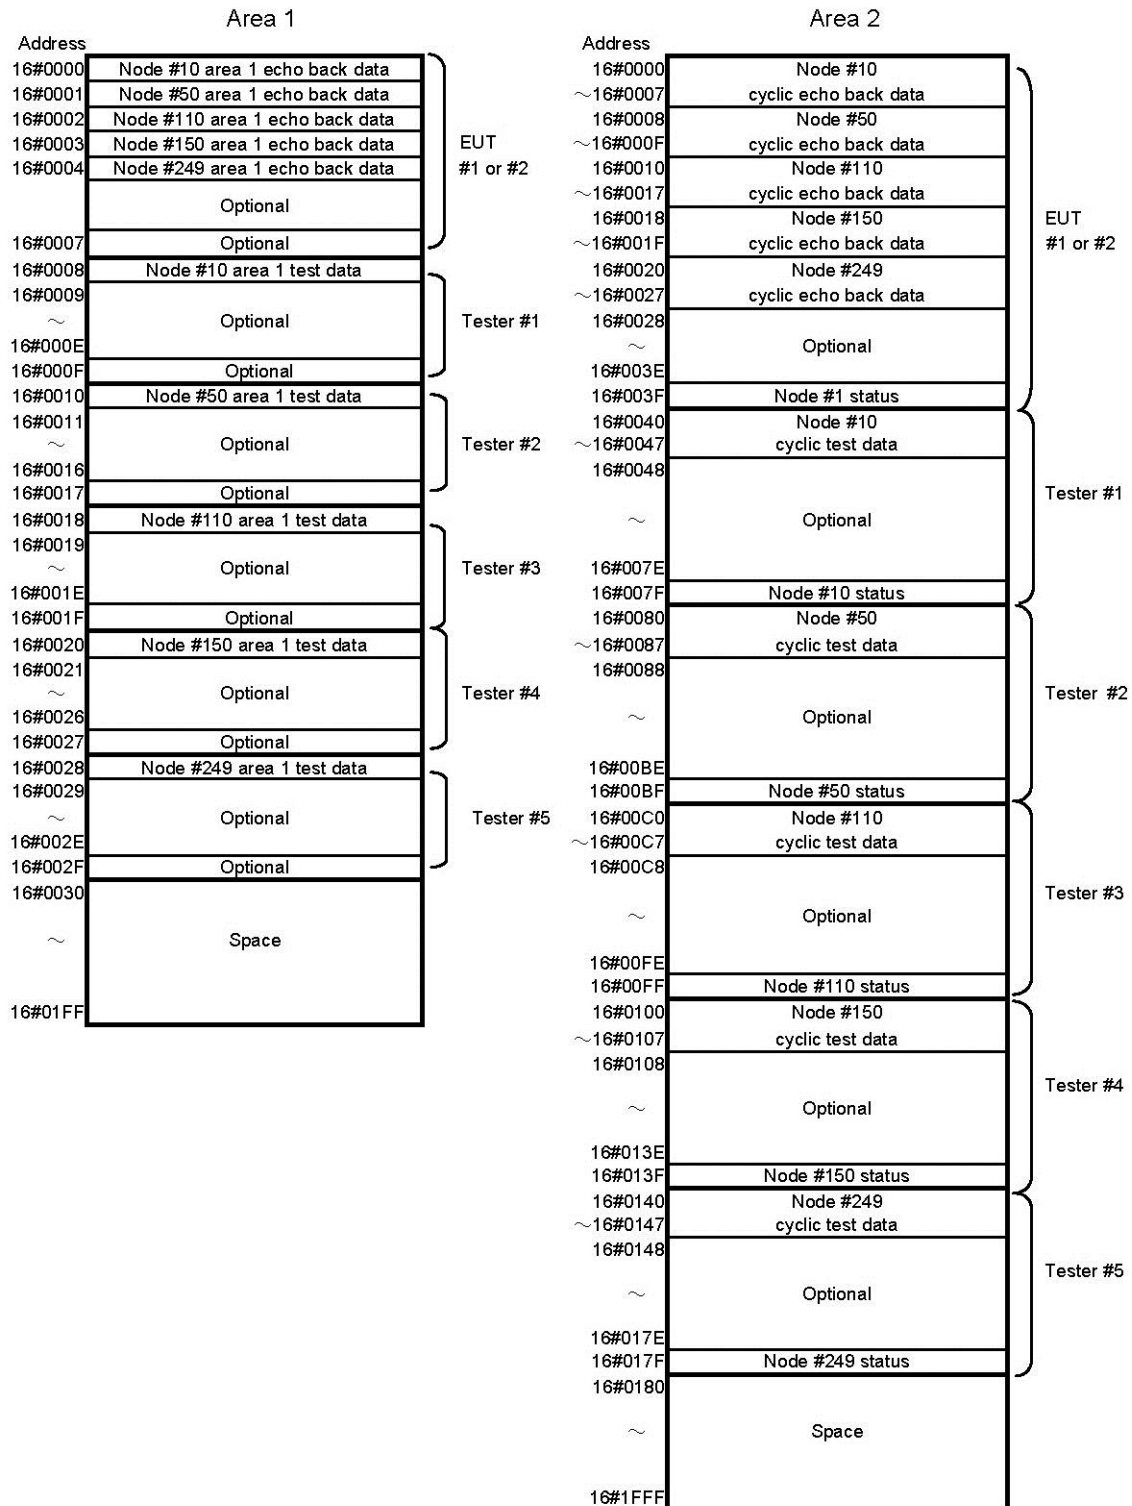 Area 1
Address
16#0000 Node #10 area 1 echo back data
16#0001 Node #50 area 1 echo back data
16#0002 Node #110 area 1 echo back data
16#0003 Node #150 area 1 echo back data
16#0004 Node #249 area 1 echo back data
EUT
#1 or #2
Optional
16#0007 Optional
16#0008 Node #10 area 1 test data
16#0009
~ Optional
16#000E
16#000F Optional
Tester #1
16#0010 Node #50 area 1 test data
16#0011
~ Optional
16#0016
16#0017 Optional
Tester #2
16#0018 Node #110 area 1 test data
16#0019
~ Optional
16#001E
16#001F Optional
Tester #3
16#0020 Node #150 area 1 test data
16#0021
~ Optional
16#0026
16#0027 Optional
Tester #4
16#0028 Node #249 area 1 test data
16#0029
~ Optional
16#002E
16#002F Optional
Tester #5
16#0030
~ Space
16#01FF
Area 2
Address
16#0000 Node #10
~16#0007 cyclic echo back data
16#0008 Node #50
~16#000F cyclic echo back data
16#0010 Node #110
~16#0017 cyclic echo back data
16#0018 Node #150
~16#001F cyclic echo back data
16#0020 Node #249
~16#0027 cyclic echo back data
16#0028
~ Optional
16#003E
16#003F Node #1 status
EUT
#1 or #2
16#0040 Node #10
~16#0047 cyclic test data
16#0048
~ Optional
16#007E
16#007F Node #10 status
Tester #1
16#0080 Node #50
~16#0087 cyclic test data
16#0088
~ Optional
16#00BE
16#00BF Node #50 status
Tester #2
16#00C0 Node #110
~16#00C7 cyclic test data
16#00C8
~ Optional
16#00FE
16#00FF Node #110 status
Tester #3
16#0100 Node #150
~16#0107 cyclic test data
16#0108
~ Optional
16#013E
16#013F Node #150 status
Tester #4
16#0140 Node #249
~16#0147 cyclic test data
16#0148
~ Optional
16#017E
16#017F Node #249 status
Tester #5
16#0180
~ Space
16#1FFF